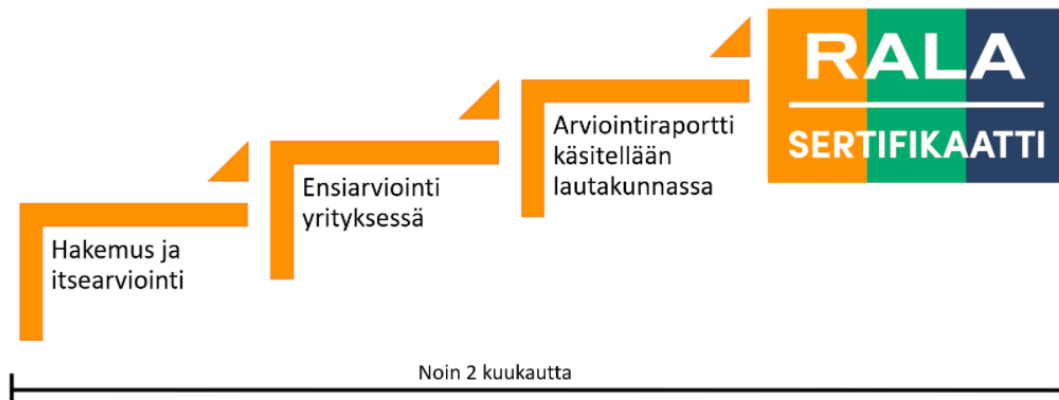 Hakemus ja
itsearviointi
Ensiarviointi
yrityksessä
Arviointiraportti
käsitellään
lautakunnassa
RALA
SERTIFIKAATTI
Noin 2 kuukautta